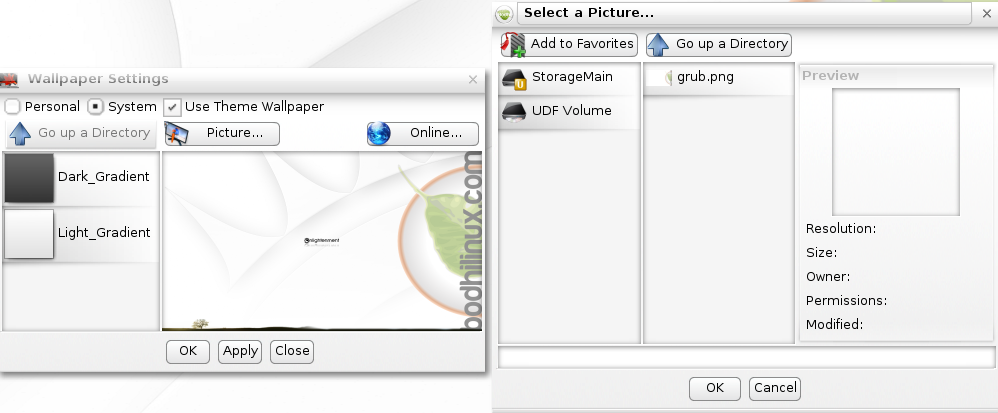 Wallpaper Settings
Personal System Use Theme Wallpaper
Go up a Directory Picture... Online...
Dark_Gradient
Light_Gradient
enlightenment
bodhilinux.com
OK Apply Close
Select a Picture...
Add to Favorites Go up a Directory
StorageMain
UDF Volume
grub.png
Preview
Resolution:
Size:
Owner:
Permissions:
Modified:
OK Cancel